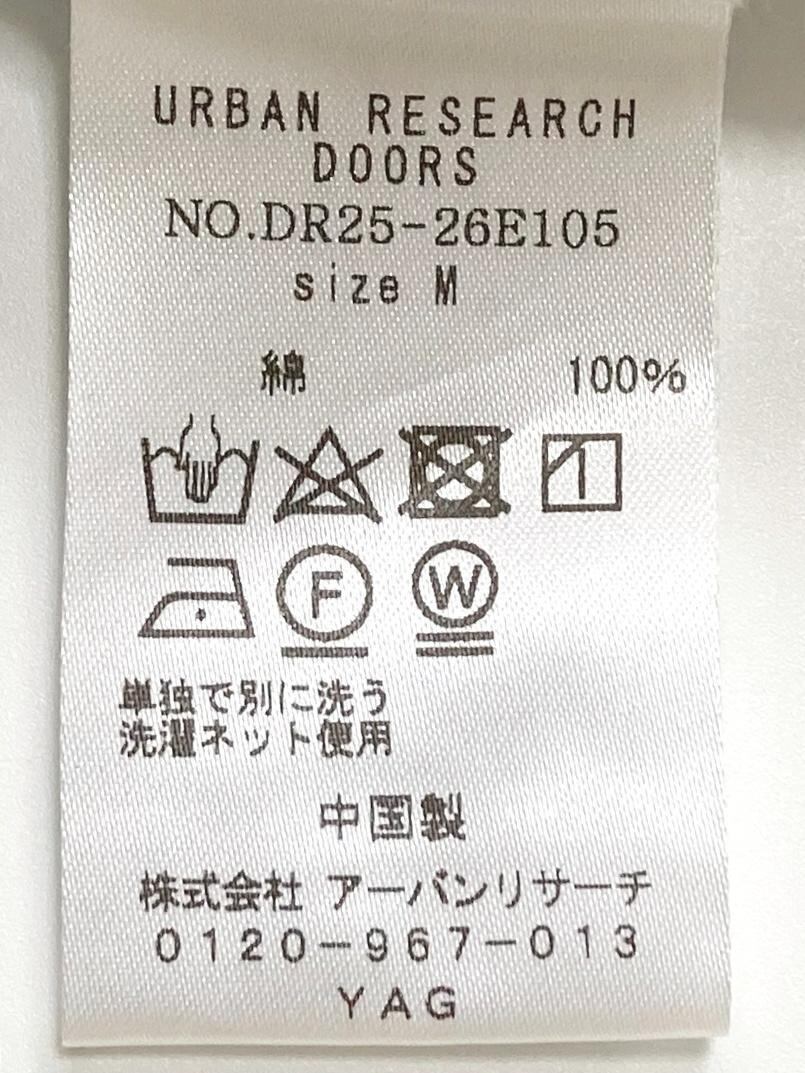 URBAN RESEARCH
DOORS
NO.DR25-26E105
size M
綿 100%
F W
単独で別に洗う
洗濯ネット使用
中国製
株式会社 アーバンリサーチ
0120-967-013
YAG